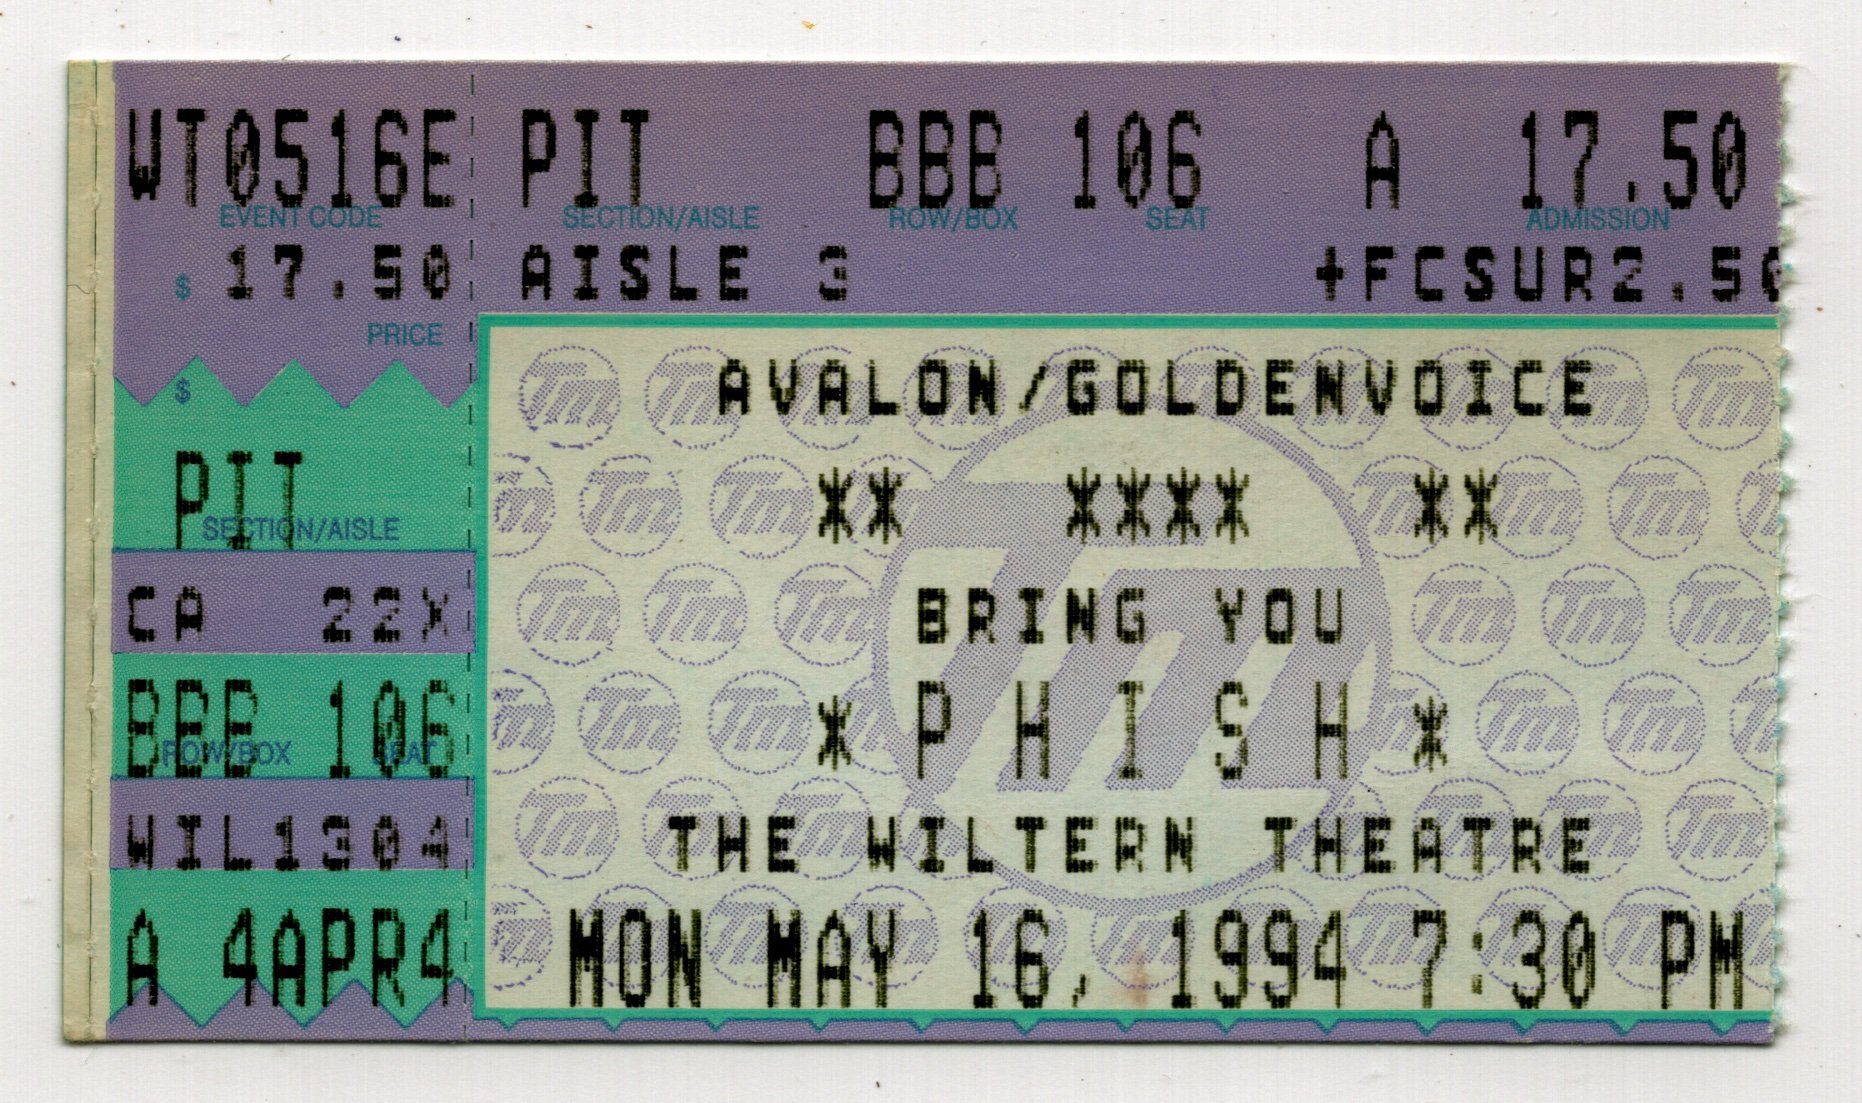 WT0516E PIT BBB 106 A 17.50
EVENT CODE SECTION/AISLE ROW/BOX SEAT ADMISSION
$ 17.50 AISLE 3 +FCSUR2.50
PRICE
$
AVALON/GOLDENVOICE
PIT
** **** **
SECTION/AISLE
CA 22X
BRING YOU
BBB 106
*PHISH*
ROW/BOX SEAT
WIL1304
THE WILTERN THEATRE
A 4APR4
MON MAY 16, 1994 7:30 PM